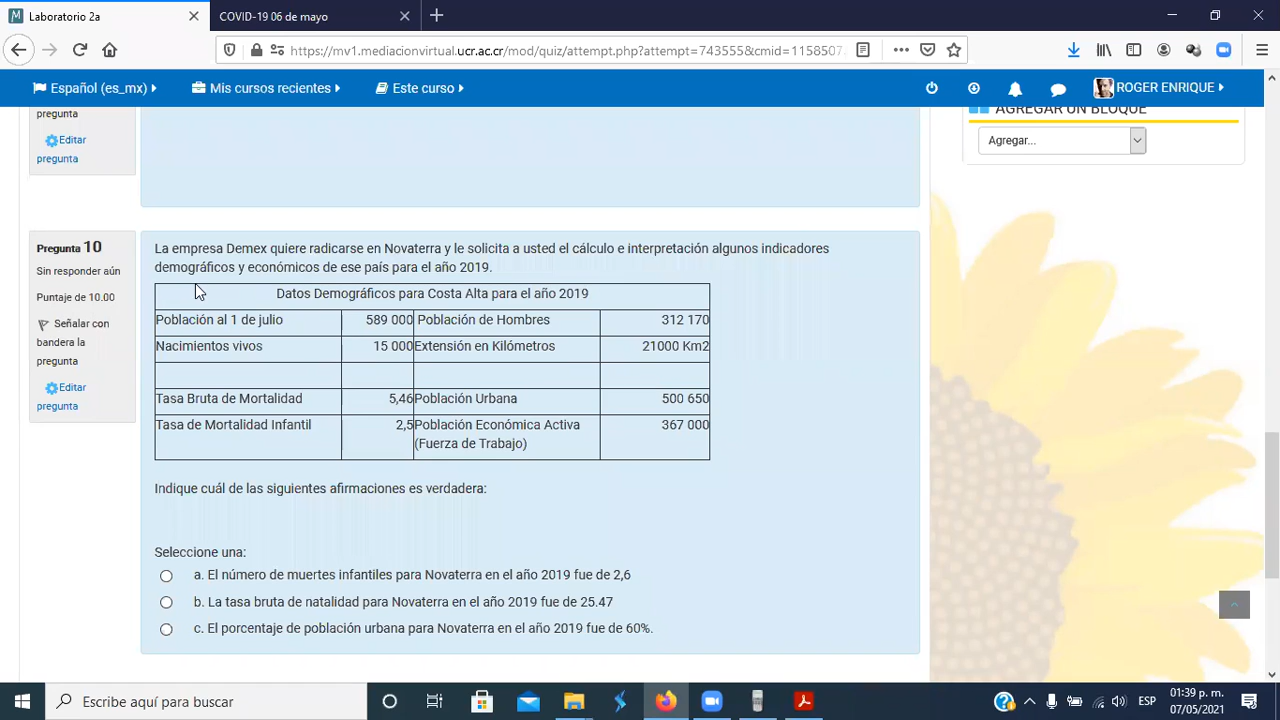 Laboratorio 2a
COVID-19 06 de mayo
https://mv1.mediacionvirtual.ucr.ac.cr/mod/quiz/attempt.php?attempt=743555&cmid=1158507
Español (es_mx)
Mis cursos recientes
Este curso
ROGER ENRIQUE
pregunta
Editar
pregunta
AGREGAR UN BLOQUE
Agregar...
Pregunta 10
Sin responder aún
Puntaje de 10.00
Señalar con
bandera la
pregunta
Editar
pregunta
La empresa Demex quiere radicarse en Novaterra y le solicita a usted el cálculo e interpretación algunos indicadores
demográficos y económicos de ese país para el año 2019.
Datos Demográficos para Costa Alta para el año 2019
Población al 1 de julio 589 000 Población de Hombres 312 170
Nacimientos vivos 15 000 Extensión en Kilómetros 21000 Km2
Tasa Bruta de Mortalidad 5,46 Población Urbana 500 650
Tasa de Mortalidad Infantil 2,5 Población Económica Activa 367 000
(Fuerza de Trabajo)
Indique cuál de las siguientes afirmaciones es verdadera:
Seleccione una:
a. El número de muertes infantiles para Novaterra en el año 2019 fue de 2,6
b. La tasa bruta de natalidad para Novaterra en el año 2019 fue de 25.47
c. El porcentaje de población urbana para Novaterra en el año 2019 fue de 60%.
Escribe aquí para buscar
ESP
01:39 p. m.
07/05/2021